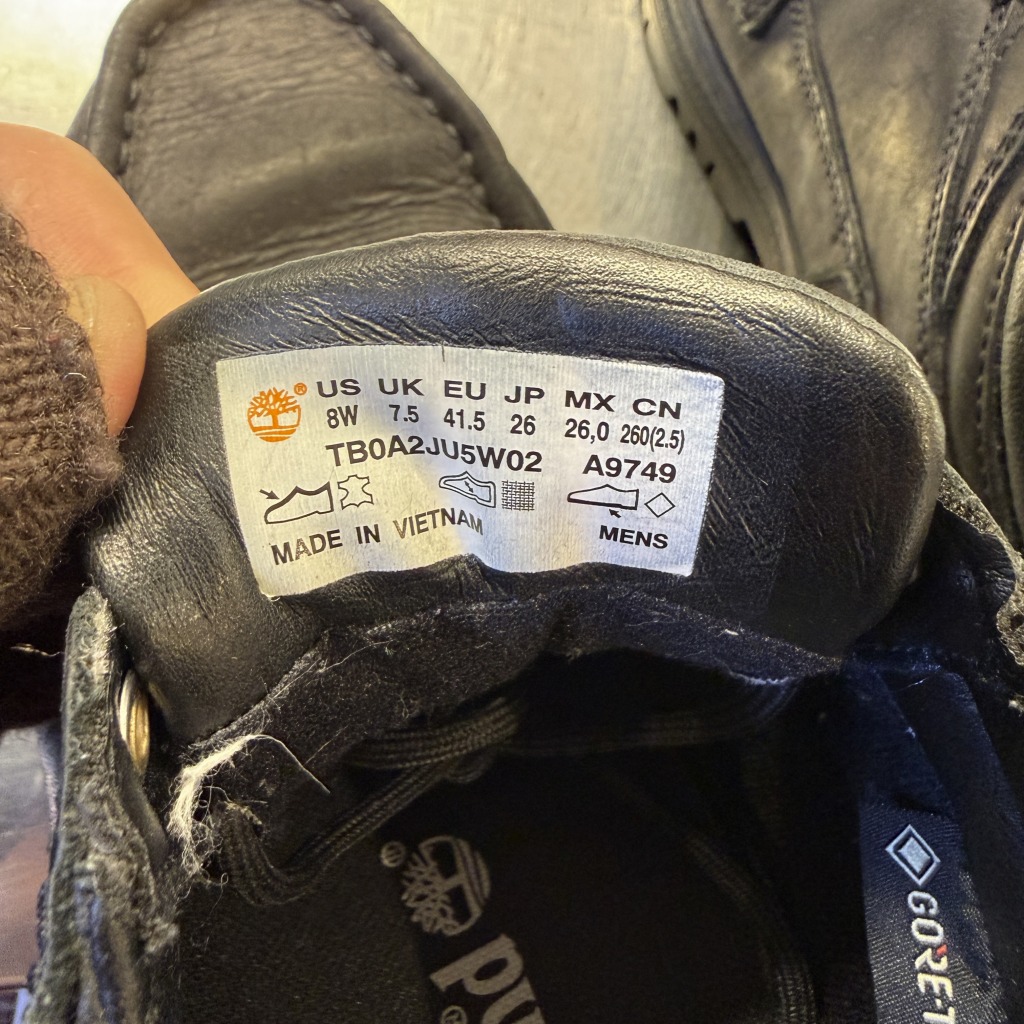 ® US UK EU JP MX CN
8W 7.5 41.5 26 26,0 260(2.5)
TB0A2JU5W02 A9749
MADE IN VIETNAM MENS
®
GORE-T